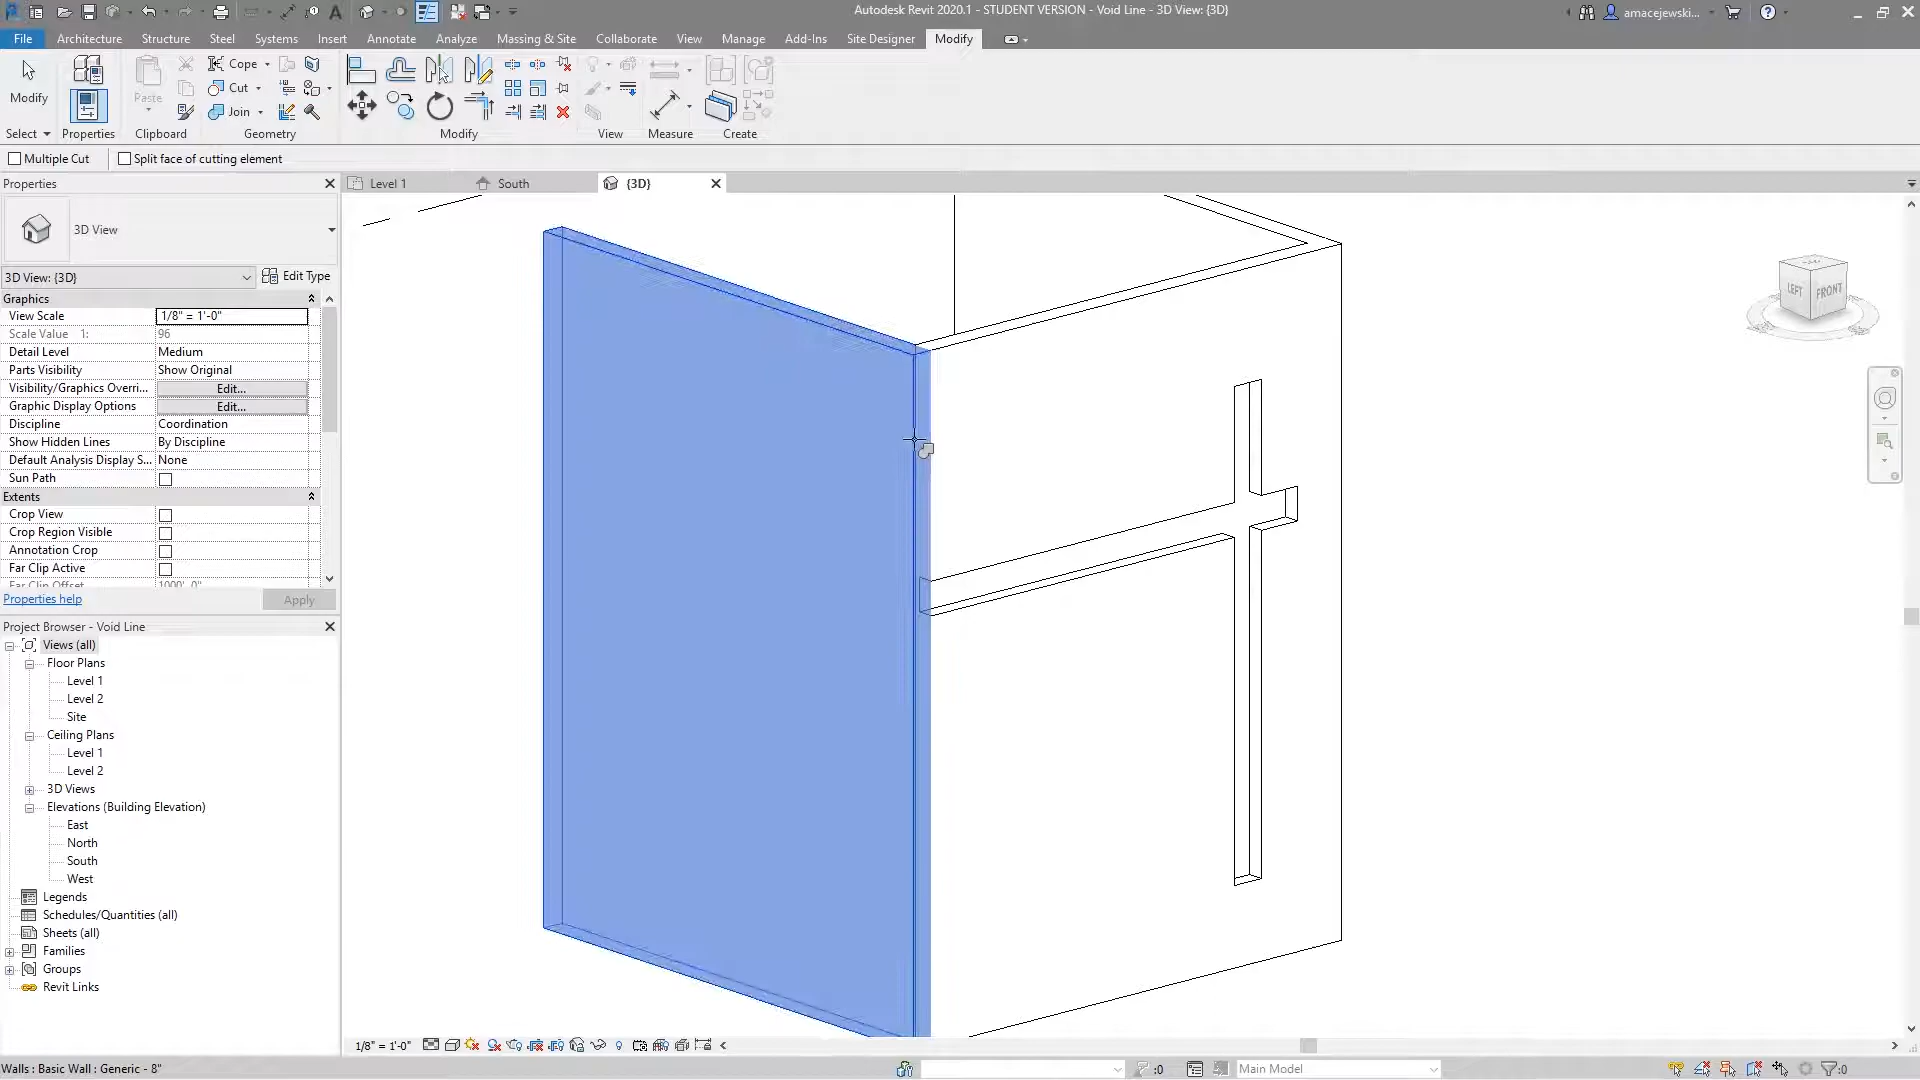 Autodesk Revit 2020.1 - STUDENT VERSION - Void Line - 3D View: {3D}
amacejewski...
File Architecture Structure Steel Systems Insert Annotate Analyze Massing & Site Collaborate View Manage Add-Ins Site Designer Modify
Modify
Paste
Cope
Cut
Join
Select Properties Clipboard Geometry Modify View Measure Create
Multiple Cut Split face of cutting element
Properties
Level 1 South {3D}
3D View
3D View: {3D} Edit Type
Graphics
View Scale 1/8" = 1'-0"
Scale Value 1: 96
Detail Level Medium
Parts Visibility Show Original
Visibility/Graphics Overri... Edit...
Graphic Display Options Edit...
Discipline Coordination
Show Hidden Lines By Discipline
Default Analysis Display S... None
Sun Path
Extents
Crop View
Crop Region Visible
Annotation Crop
Far Clip Active
Far Clip Offset 1000' 0"
Properties help Apply
Project Browser - Void Line
Views (all)
Floor Plans
Level 1
Level 2
Site
Ceiling Plans
Level 1
Level 2
3D Views
Elevations (Building Elevation)
East
North
South
West
Legends
Schedules/Quantities (all)
Sheets (all)
Families
Groups
Revit Links
LEFT FRONT
1/8" = 1'-0"
Walls : Basic Wall : Generic - 8"
:0
Main Model
:0